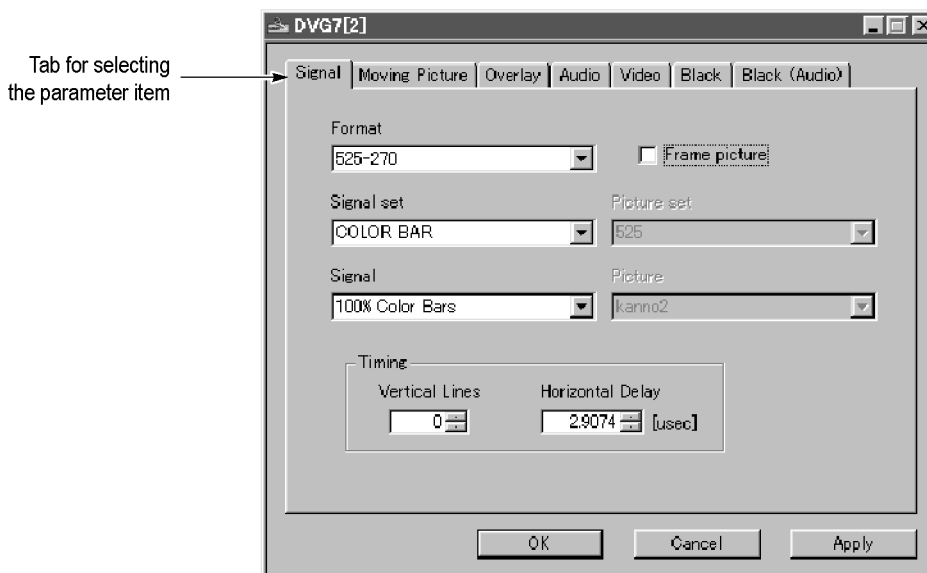 DVG7[2]
Tab for selecting
the parameter item
Signal Moving Picture Overlay Audio Video Black Black (Audio)
Format
525-270 Frame picture
Signal set Picture set
COLOR BAR 525
Signal Picture
100% Color Bars kanno2
Timing
Vertical Lines Horizontal Delay
0 2.9074 [usec]
OK Cancel Apply